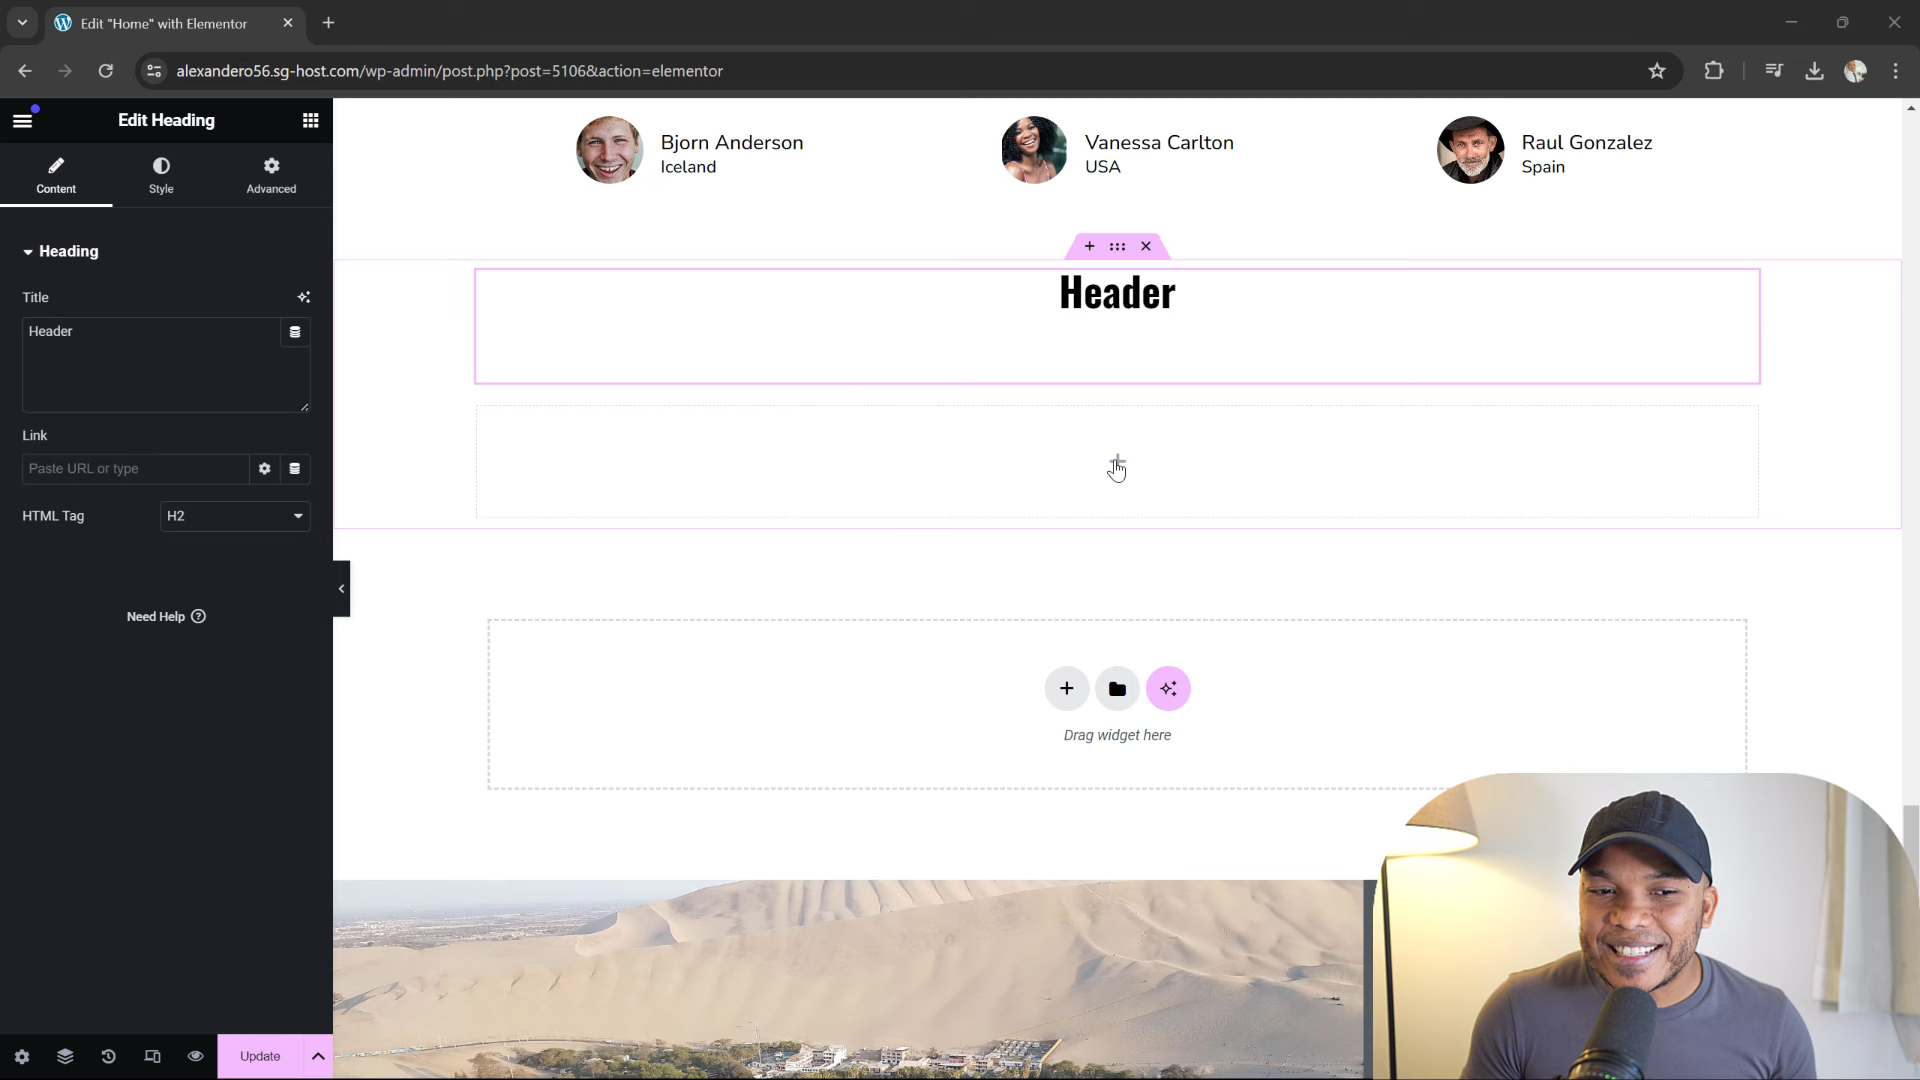 Edit "Home" with Elementor
alexandero56.sg-host.com/wp-admin/post.php?post=5106&action=elementor
Edit Heading
Content
Style
Advanced
Heading
Title
Header
Link
Paste URL or type
HTML Tag
H2
Need Help
Update
Bjorn Anderson
Iceland
Vanessa Carlton
USA
Raul Gonzalez
Spain
Header
Drag widget here